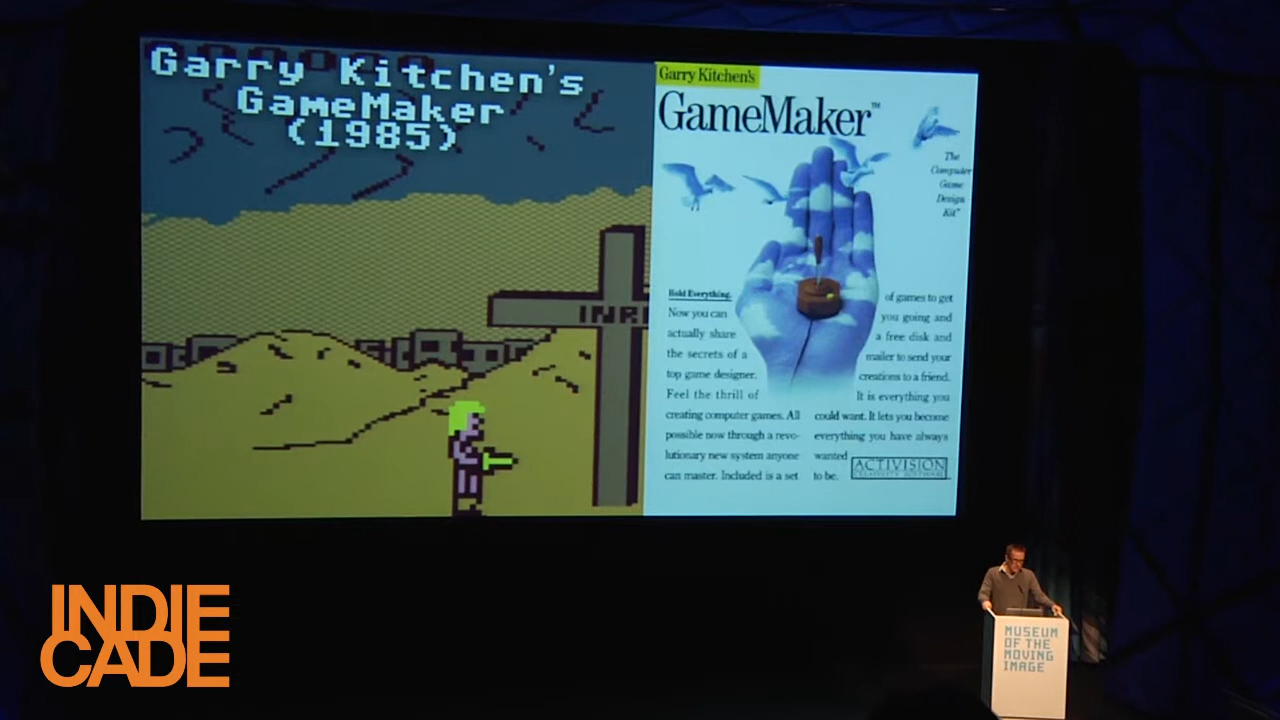 Garry Kitchen's
GameMaker
(1985)
INRI
Garry Kitchen's
GameMaker™
The
Computer
Game
Design
Kit™
Hold Everything.
Now you can
actually share
the secrets of a
top game designer.
Feel the thrill of
creating computer games. All
possible now through a revo-
lutionary new system anyone
can master. Included is a set
of games to get
you going and
a free disk and
mailer to send your
creations to a friend.
It is everything you
could want. It lets you become
everything you have always
wanted
to be.
ACTIVISION
INDIE
CADE
MUSEUM
OF THE
MOVING
IMAGE